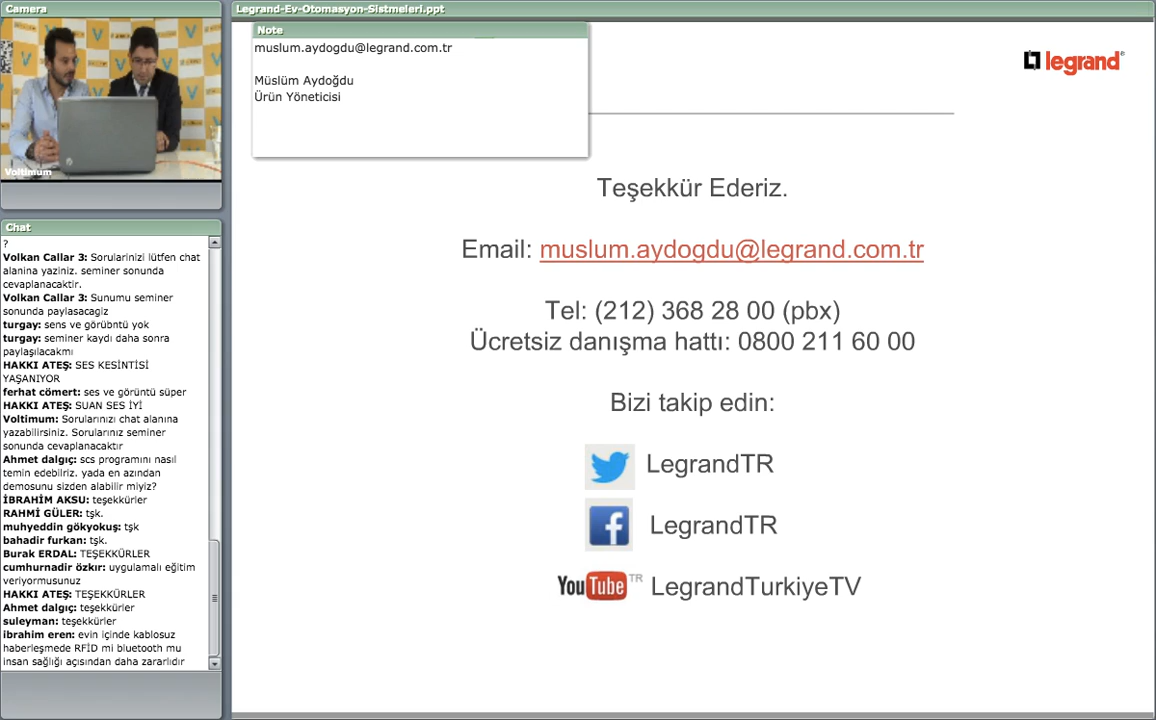 Camera
Voltimum
Chat
?
Volkan Callar 3: Sorularinizi lütfen chat
alanina yaziniz. seminer sonunda
cevaplanacaktir.
Volkan Callar 3: Sunumu seminer
sonunda paylasacagiz
turgay: sens ve görübntü yok
turgay: seminer kaydı daha sonra
paylaşılacakmı
HAKKI ATEŞ: SES KESİNTİSİ
YAŞANIYOR
ferhat cömert: ses ve görüntü süper
HAKKI ATEŞ: SUAN SES İYİ
Voltimum: Sorularınızı chat alanına
yazabilirsiniz. Sorularınız seminer
sonunda cevaplanacaktır
Ahmet dalgıç: scs programını nasıl
temin edebilriz. yada en azından
demosunu sizden alabilir miyiz?
İBRAHİM AKSU: teşekkürler
RAHMİ GÜLER: tşk.
muhyeddin gökyokuş: tşk
bahadir furkan: tşk.
Burak ERDAL: TEŞEKKÜRLER
cumhurnadir özkır: uygulamalı eğitim
veriyormusunuz
HAKKI ATEŞ: TEŞEKKÜRLER
Ahmet dalgıç: teşekkürler
suleyman: teşekkürler
ibrahim eren: evin içinde kablosuz
haberleşmede RFİD mi bluetooth mu
insan sağlığı açısından daha zararlıdır
Legrand-Ev-Otomasyon-Sistmeleri.ppt
Note
muslum.aydogdu@legrand.com.tr
Müslüm Aydoğdu
Ürün Yöneticisi
legrand®
Teşekkür Ederiz.
Email: muslum.aydogdu@legrand.com.tr
Tel: (212) 368 28 00 (pbx)
Ücretsiz danışma hattı: 0800 211 60 00
Bizi takip edin:
LegrandTR
LegrandTR
YouTube TR LegrandTurkiyeTV